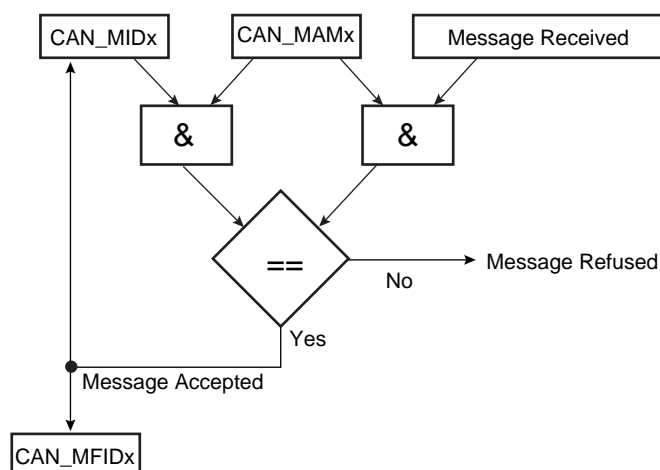 CAN_MIDx
CAN_MAMx
Message Received
&
&
==
No
Message Refused
Yes
Message Accepted
CAN_MFIDx